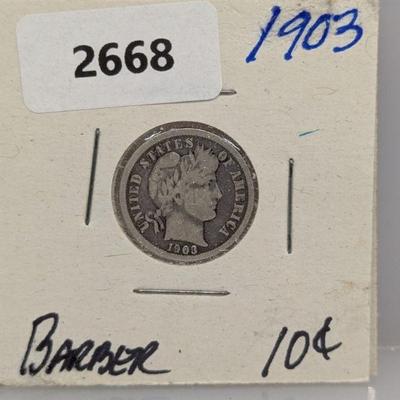 2668
1903
UNITED STATES OF AMERICA
1903
BARBER 10¢